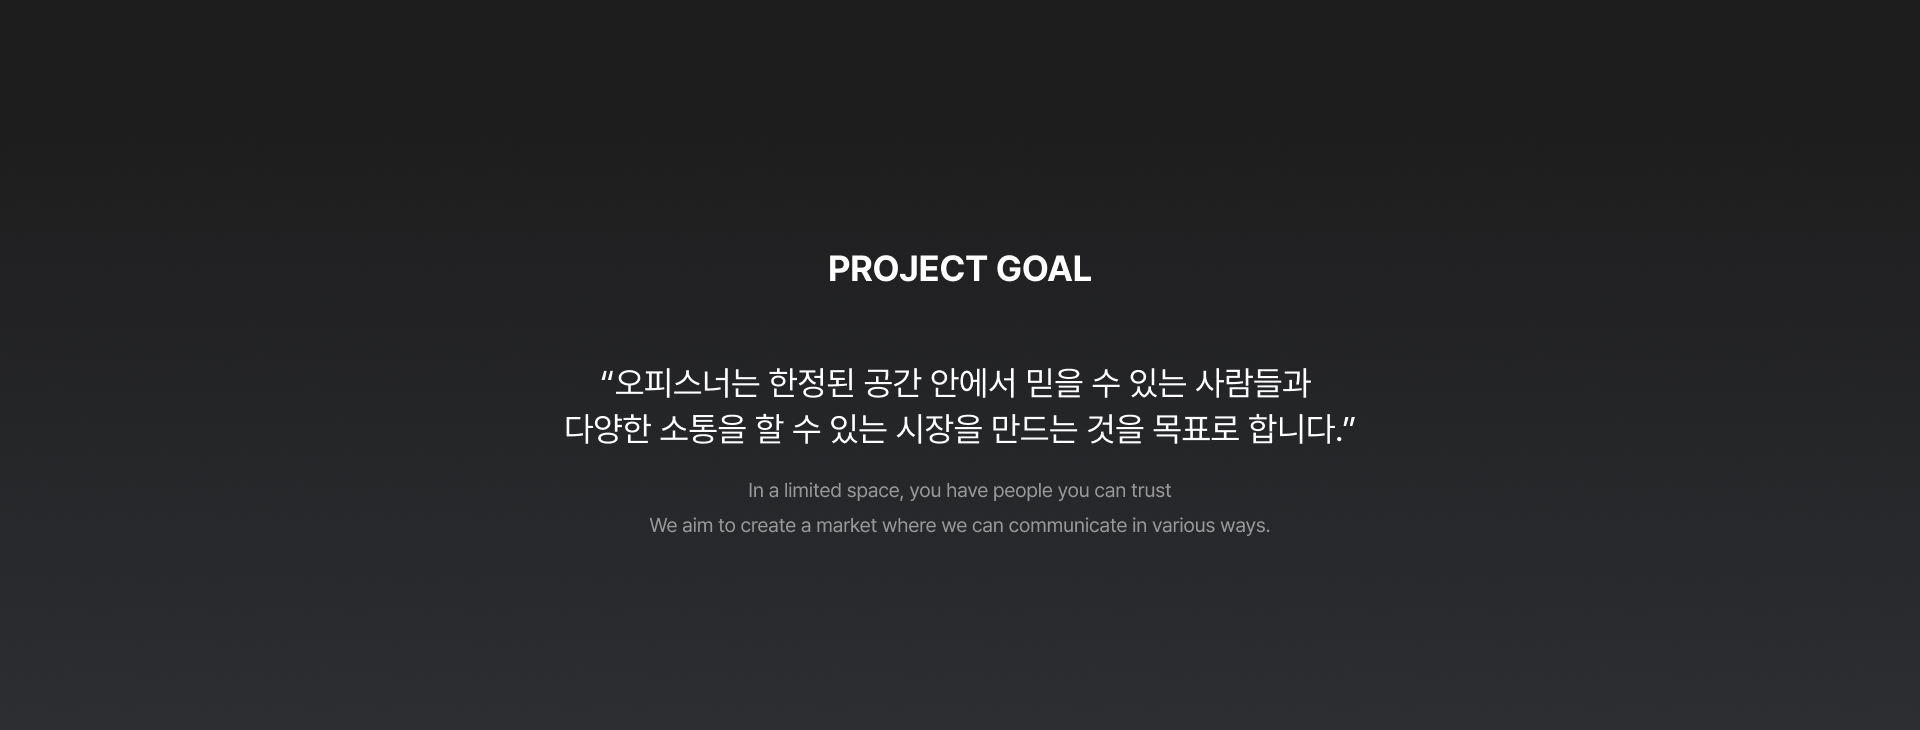 PROJECT GOAL
“오피스너는 한정된 공간 안에서 믿을 수 있는 사람들과
다양한 소통을 할 수 있는 시장을 만드는 것을 목표로 합니다.”
In a limited space, you have people you can trust
We aim to create a market where we can communicate in various ways.